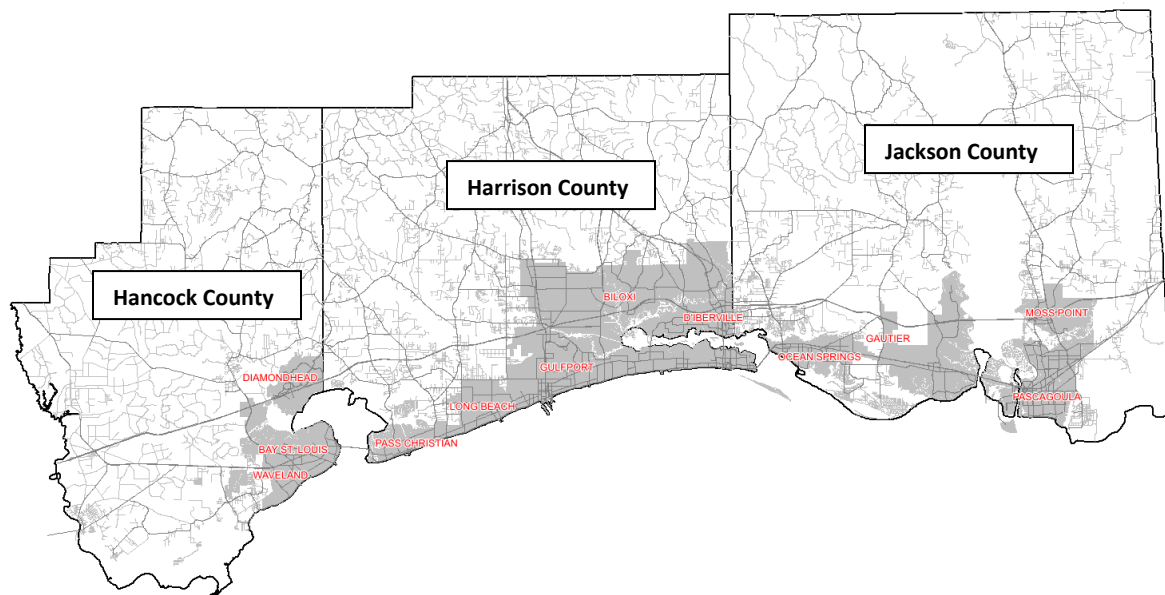 Jackson County
Harrison County
Hancock County
BILOXI
D'IBERVILLE
MOSS POINT
GAUTIER
OCEAN SPRINGS
GULFPORT
DIAMONDHEAD
PASCAGOULA
LONG BEACH
PASS CHRISTIAN
BAY ST LOUIS
WAVELAND